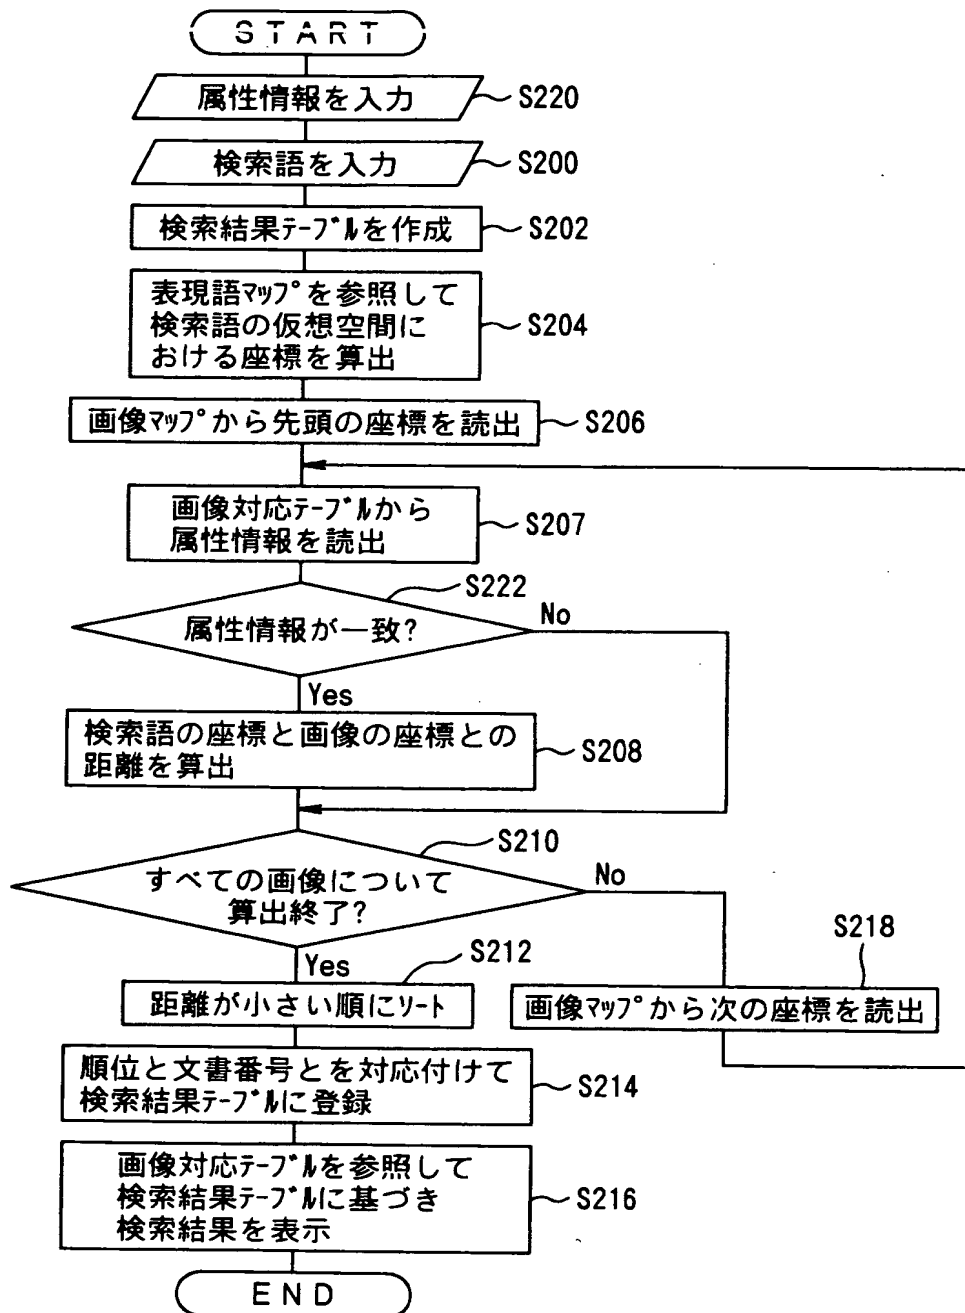 START
属性情報を入力
S220
検索語を入力
S200
検索結果ﾃｰﾌﾞﾙを作成
S202
表現語ﾏｯﾌﾟを参照して
検索語の仮想空間に
おける座標を算出
S204
画像ﾏｯﾌﾟから先頭の座標を読出
S206
画像対応ﾃｰﾌﾞﾙから
属性情報を読出
S207
S222
属性情報が一致?
No
Yes
検索語の座標と画像の座標との
距離を算出
S208
S210
すべての画像について
算出終了?
No
Yes
S212
距離が小さい順にｿｰﾄ
S218
画像ﾏｯﾌﾟから次の座標を読出
順位と文書番号とを対応付けて
検索結果ﾃｰﾌﾞﾙに登録
S214
画像対応ﾃｰﾌﾞﾙを参照して
検索結果ﾃｰﾌﾞﾙに基づき
検索結果を表示
S216
END